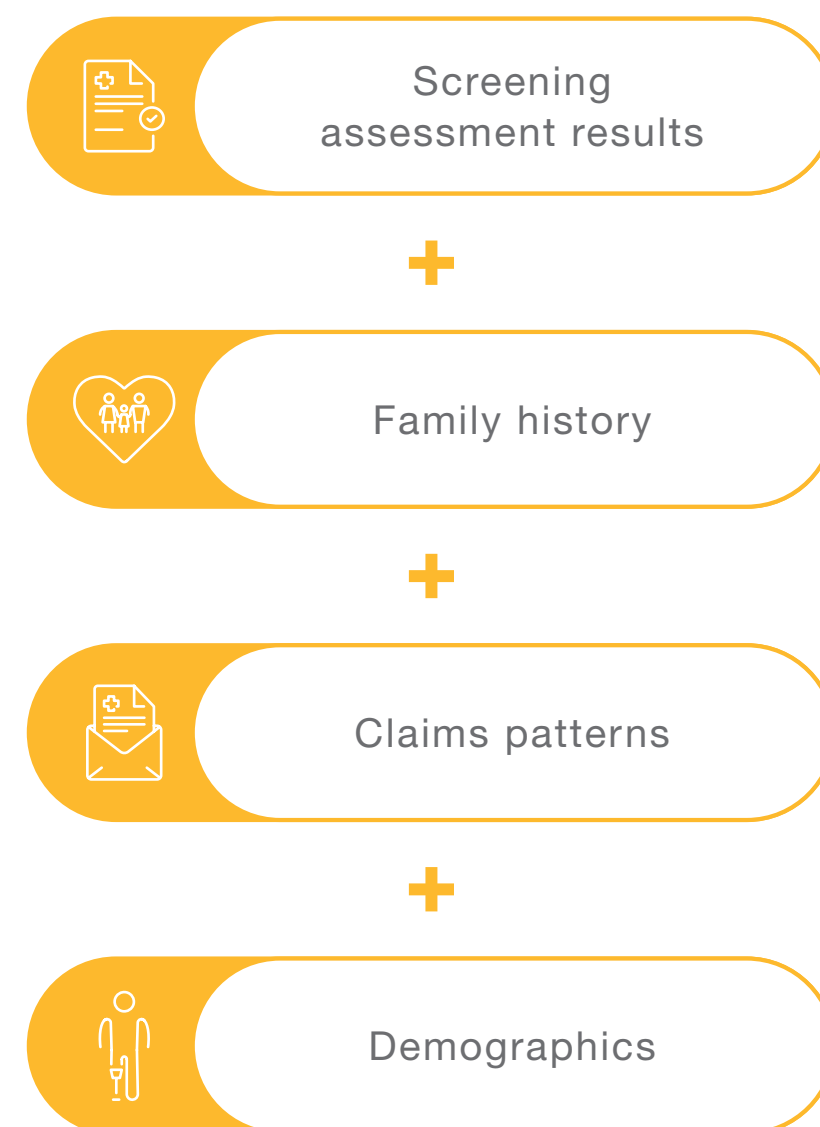 Screening
assessment results
+
Family history
+
Claims patterns
+
Demographics